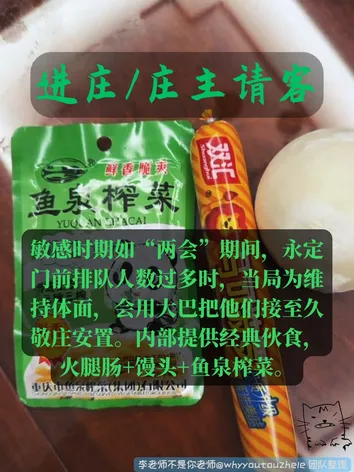 进庄/庄主请客
鲜香脆爽
鱼泉榨菜
YUQUAN ZHACAI
双汇
Shuanghui
敏感时期如“两会”期间，永定
门前排队人数过多时，当局为维
持体面，会用大巴把他们接至久
敬庄安置。内部提供经典伙食，
火腿肠+馒头+鱼泉榨菜。
重庆市鱼泉榨菜(集团)有限公司
李老师不是你老师@whyyoutouzhele 团队整理